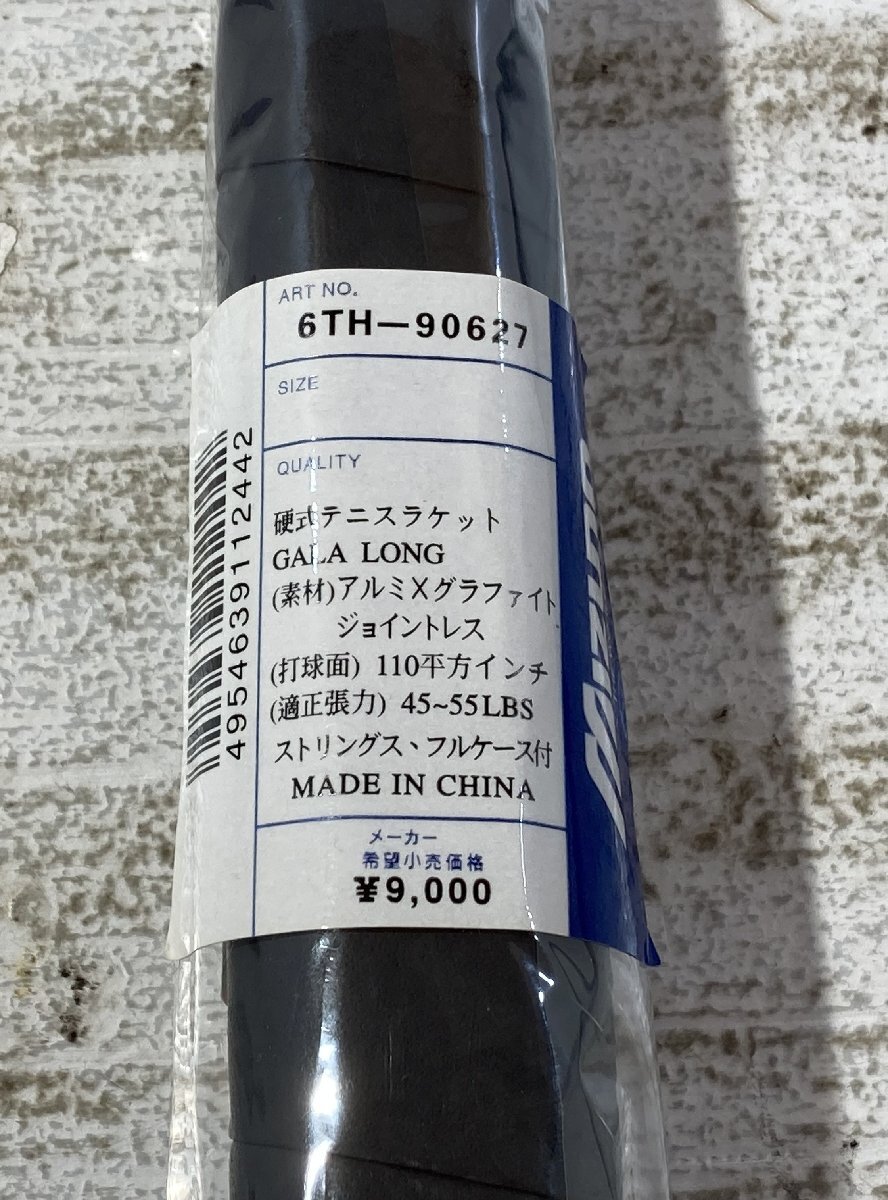 ART NO.
6TH-90627
SIZE
QUALITY
硬式テニスラケット
GALA LONG
(素材)アルミXグラファイト
ジョイントレス
(打球面) 110平方インチ
(適正張力) 45~55LBS
ストリングス、フルケース付
MADE IN CHINA
メーカー
希望小売価格
¥9,000
4954639112442
Mizuno